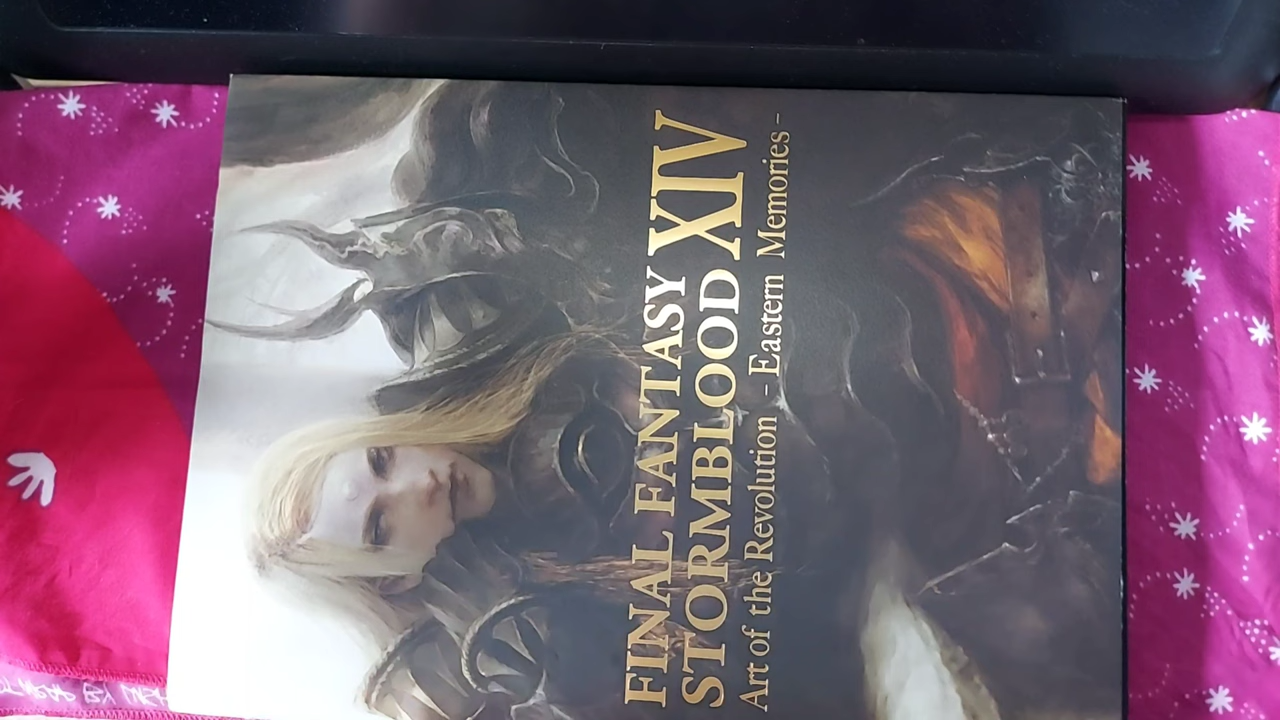 FINAL FANTASY XIV
STORMBLOOD
Art of the Revolution - Eastern Memories -